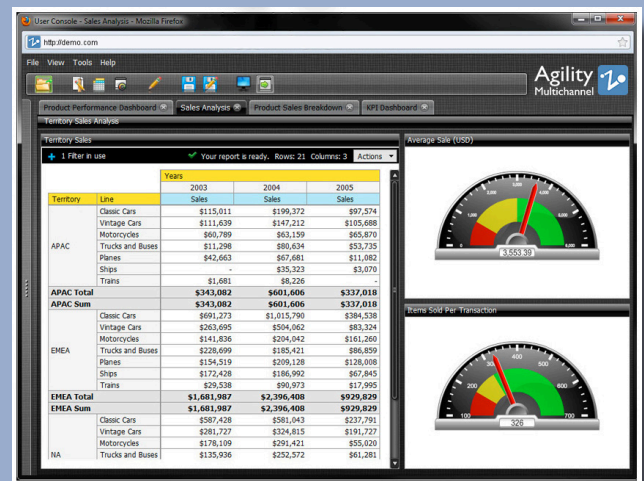 User Console - Sales Analysis - Mozilla Firefox
http://demo.com
File View Tools Help
Agility
Multichannel
Product Performance Dashboard Sales Analysis Product Sales Breakdown KPI Dashboard
Territory Sales Analysis
Territory Sales
1 Filter in use Your report is ready. Rows: 21 Columns: 3 Actions
Years
2003 2004 2005
Territory Line Sales Sales Sales
Classic Cars $115,011 $199,372 $97,574
Vintage Cars $111,639 $147,212 $105,688
Motorcycles $60,789 $63,159 $65,870
APAC Trucks and Buses $11,298 $80,634 $53,735
Planes $42,663 $67,681 $11,082
Ships - $35,323 $3,070
Trains $1,681 $8,226 -
APAC Total $343,082 $601,606 $337,018
APAC Sum $343,082 $601,606 $337,018
Classic Cars $691,273 $1,015,790 $384,538
Vintage Cars $263,695 $504,062 $83,324
Motorcycles $141,836 $204,042 $161,260
EMEA Trucks and Buses $228,699 $185,421 $86,859
Planes $154,519 $209,128 $128,008
Ships $172,428 $186,992 $67,845
Trains $29,538 $90,973 $17,995
EMEA Total $1,681,987 $2,396,408 $929,829
EMEA Sum $1,681,987 $2,396,408 $929,829
Classic Cars $587,428 $581,043 $237,791
Vintage Cars $281,727 $324,815 $191,727
Motorcycles $178,109 $291,421 $55,020
NA Trucks and Buses $135,936 $252,572 $61,281
Average Sale (USD)
3,553.39
Items Sold Per Transaction
100 200 300 400 500 600 700
326